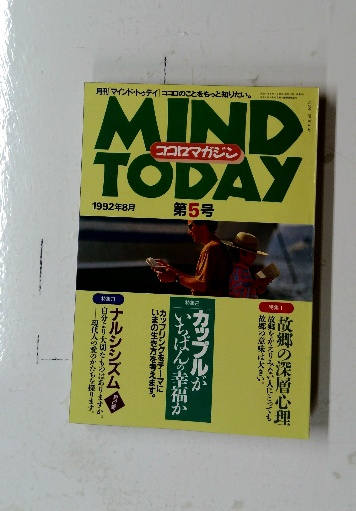 月刊「マインド・トゥデイ」ココロのことをもっと知りたい。
MIND
ココロマガジン
TODAY
1992年8月
第5号
特集 I
故郷の深層心理
故郷をかえりみない人にとっても
故郷の意味は大きい。
特集 II
カップルが
いちばんの幸福か
カップリングをテーマに
いまの生き方を考えます。
特集 III
ナルシシズム
自分より大切なものはありますか。
現代人の愛のかたちを探ります。